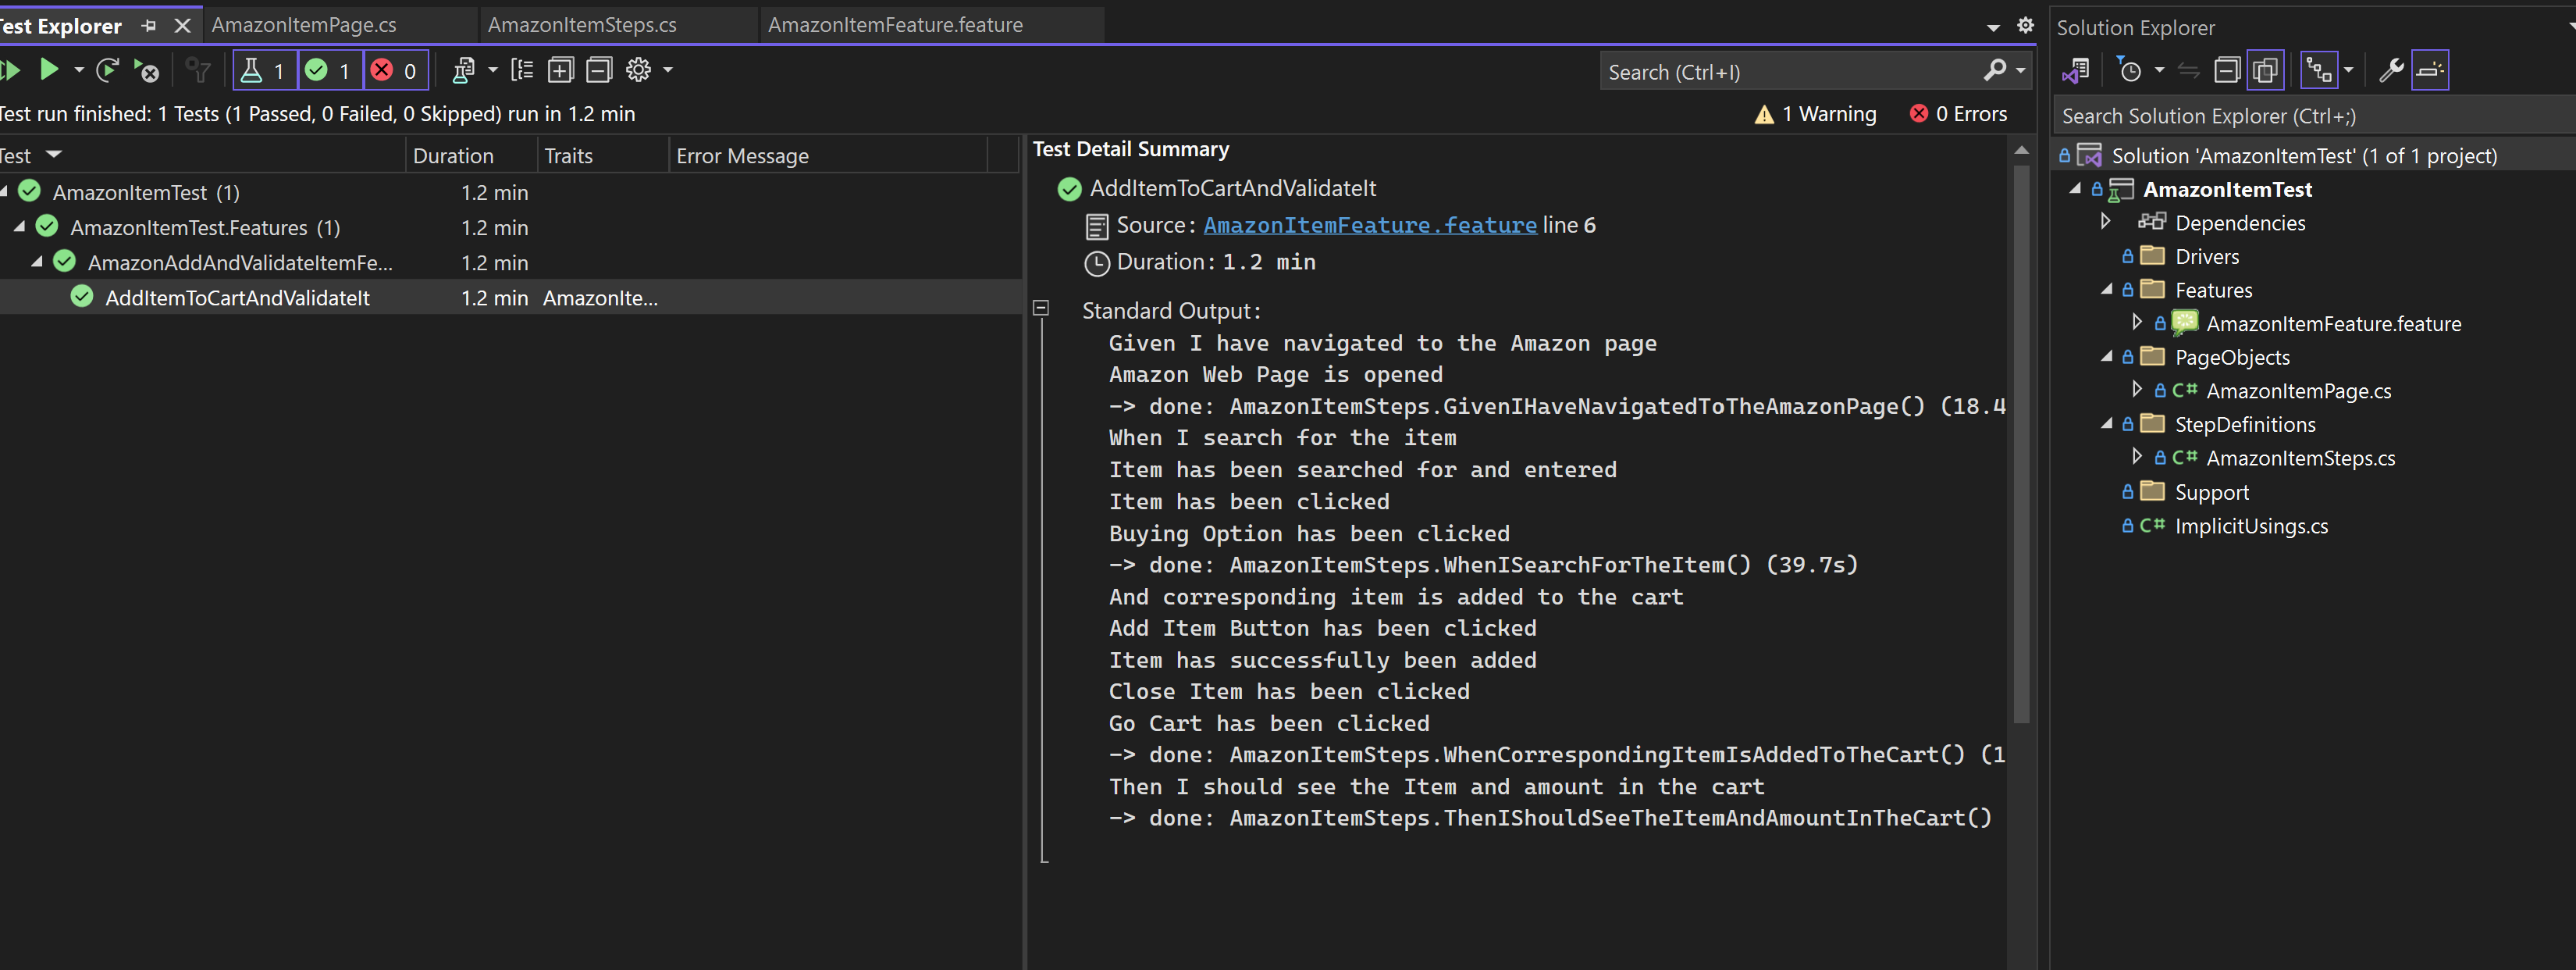 Test Explorer
AmazonItemPage.cs
AmazonItemSteps.cs
AmazonItemFeature.feature
1
1
0
Search (Ctrl+I)
Test run finished: 1 Tests (1 Passed, 0 Failed, 0 Skipped) run in 1.2 min
1 Warning
0 Errors
Test
Duration
Traits
Error Message
AmazonItemTest (1)
1.2 min
AmazonItemTest.Features (1)
1.2 min
AmazonAddAndValidateItemFe...
1.2 min
AddItemToCartAndValidateIt
1.2 min
AmazonIte...
Test Detail Summary
AddItemToCartAndValidateIt
Source: AmazonItemFeature.feature line 6
Duration: 1.2 min
Standard Output:
Given I have navigated to the Amazon page
Amazon Web Page is opened
-> done: AmazonItemSteps.GivenIHaveNavigatedToTheAmazonPage() (18.4
When I search for the item
Item has been searched for and entered
Item has been clicked
Buying Option has been clicked
-> done: AmazonItemSteps.WhenISearchForTheItem() (39.7s)
And corresponding item is added to the cart
Add Item Button has been clicked
Item has successfully been added
Close Item has been clicked
Go Cart has been clicked
-> done: AmazonItemSteps.WhenCorrespondingItemIsAddedToTheCart() (1
Then I should see the Item and amount in the cart
-> done: AmazonItemSteps.ThenIShouldSeeTheItemAndAmountInTheCart()
Solution Explorer
Search Solution Explorer (Ctrl+;)
Solution 'AmazonItemTest' (1 of 1 project)
AmazonItemTest
Dependencies
Drivers
Features
AmazonItemFeature.feature
PageObjects
C# AmazonItemPage.cs
StepDefinitions
C# AmazonItemSteps.cs
Support
C# ImplicitUsings.cs